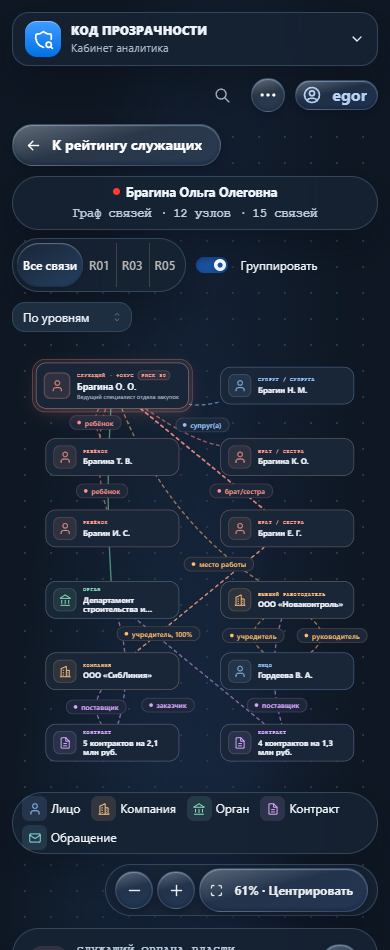 КОД ПРОЗРАЧНОСТИ
Кабинет аналитика
egor
К рейтингу служащих
Брагина Ольга Олеговна
Граф связей · 12 узлов · 15 связей
Все связи R01 R03 R05 Группировать
По уровням
СЛУЖАЩИЙ · ФОКУС
Брагина О. О.
Ведущий специалист отдела закупок
СУПРУГ / СУПРУГА
Брагин Н. М.
ребёнок
супруг(а)
РЕБЁНОК
Брагина Т. В.
БРАТ / СЕСТРА
Брагина К. О.
ребёнок
брат/сестра
РЕБЁНОК
Брагин И. С.
БРАТ / СЕСТРА
Брагин Е. Г.
место работы
ОРГАН
Департамент
строительства и...
РАБОТОДАТЕЛЬ
ООО «Новаконтроль»
учредитель, 100%
учредитель
руководитель
КОМПАНИЯ
ООО «СибЛиния»
ЛИЦО
Гордеева В. А.
поставщик
заказчик
поставщик
КОНТРАКТ
5 контрактов на 2,1
млн руб.
КОНТРАКТ
4 контрактов на 1,3
млн руб.
Лицо Компания Орган Контракт
Обращение
61% · Центрировать
СЛУЖАЩИЙ ОРГАНА ВЛАСТИ